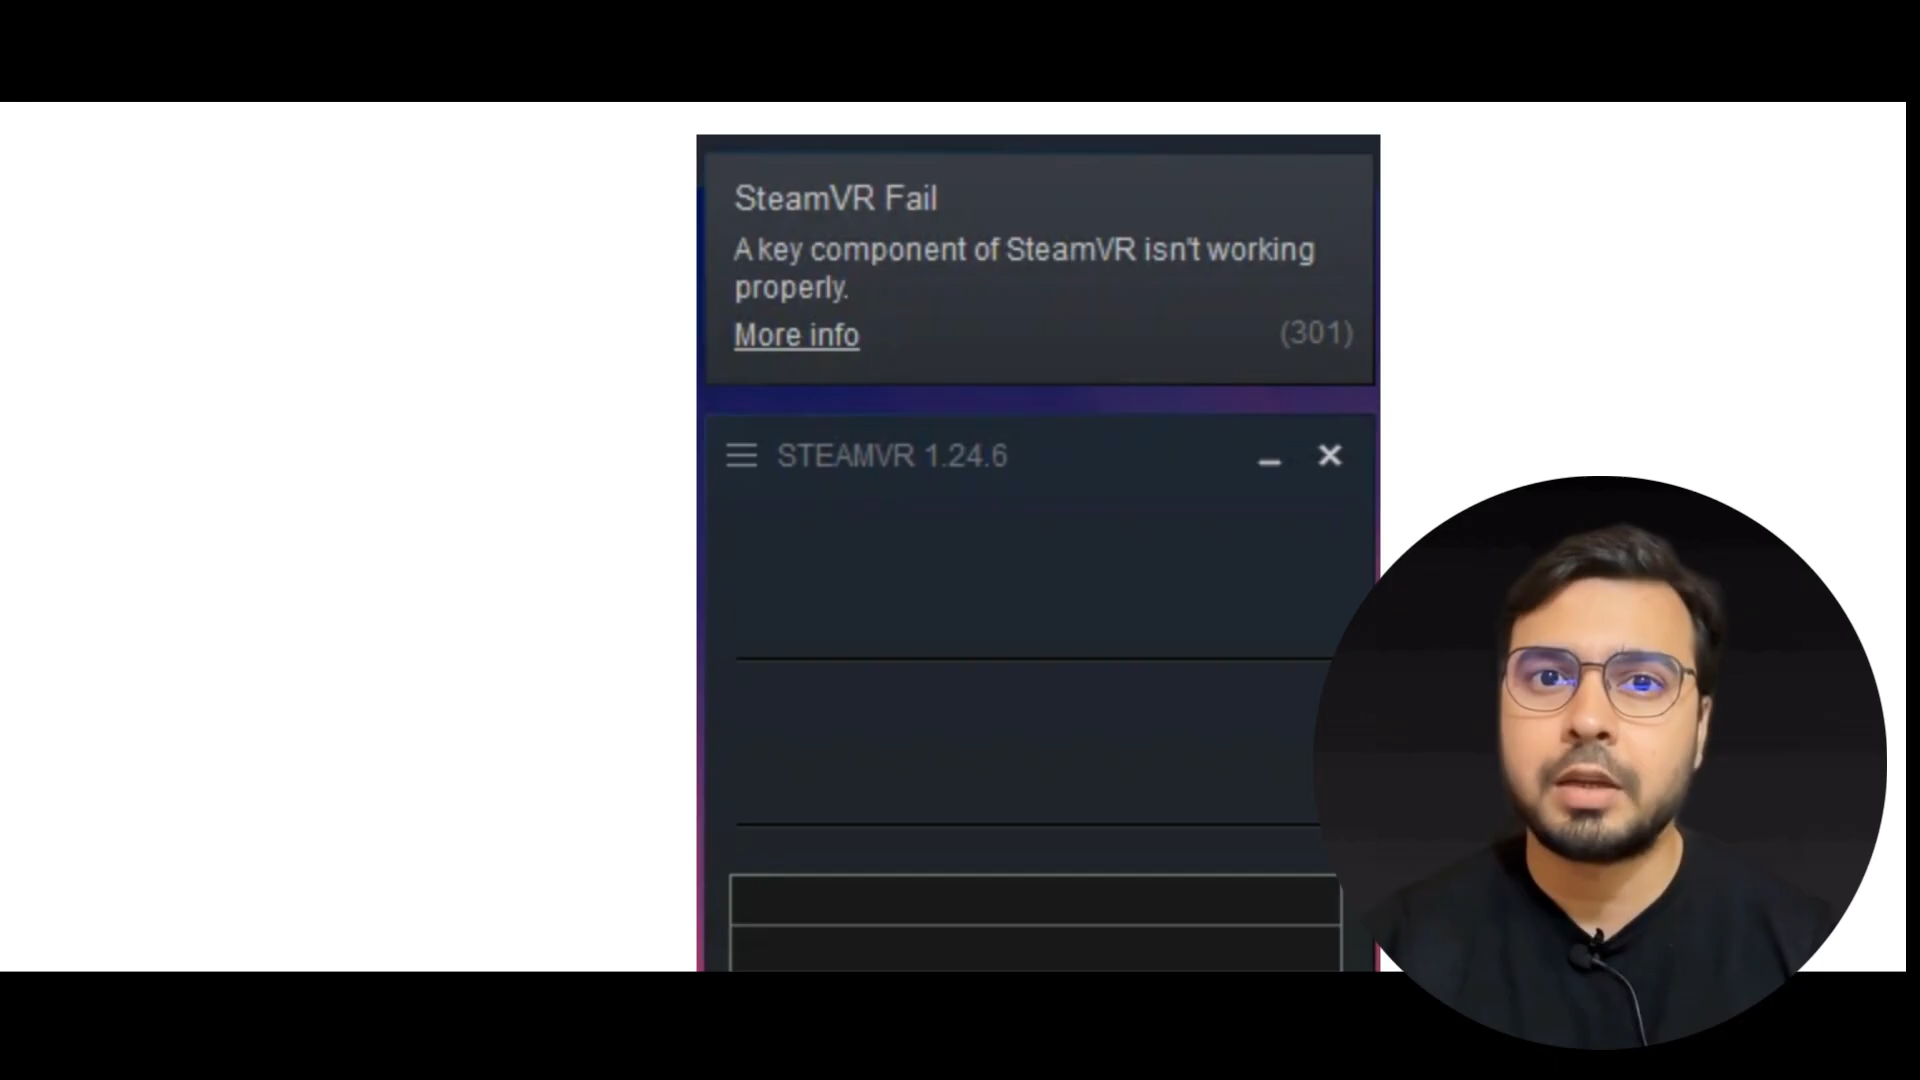 SteamVR Fail
A key component of SteamVR isn't working
properly.
More info (301)
STEAMVR 1.24.6